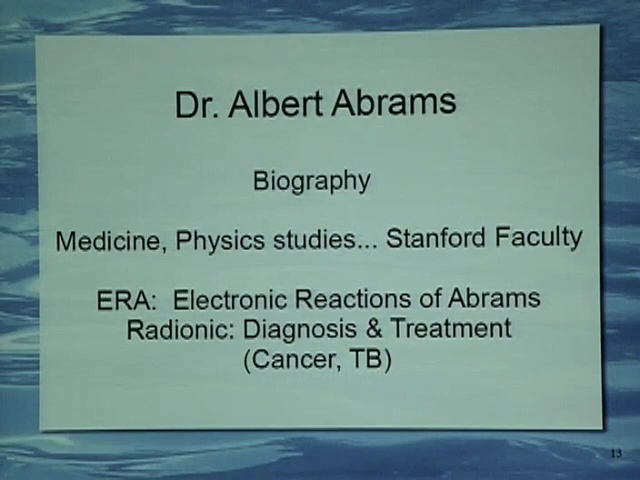 Dr. Albert Abrams
Biography
Medicine, Physics studies... Stanford Faculty
ERA:  Electronic Reactions of Abrams
Radionic: Diagnosis & Treatment
(Cancer, TB)
13